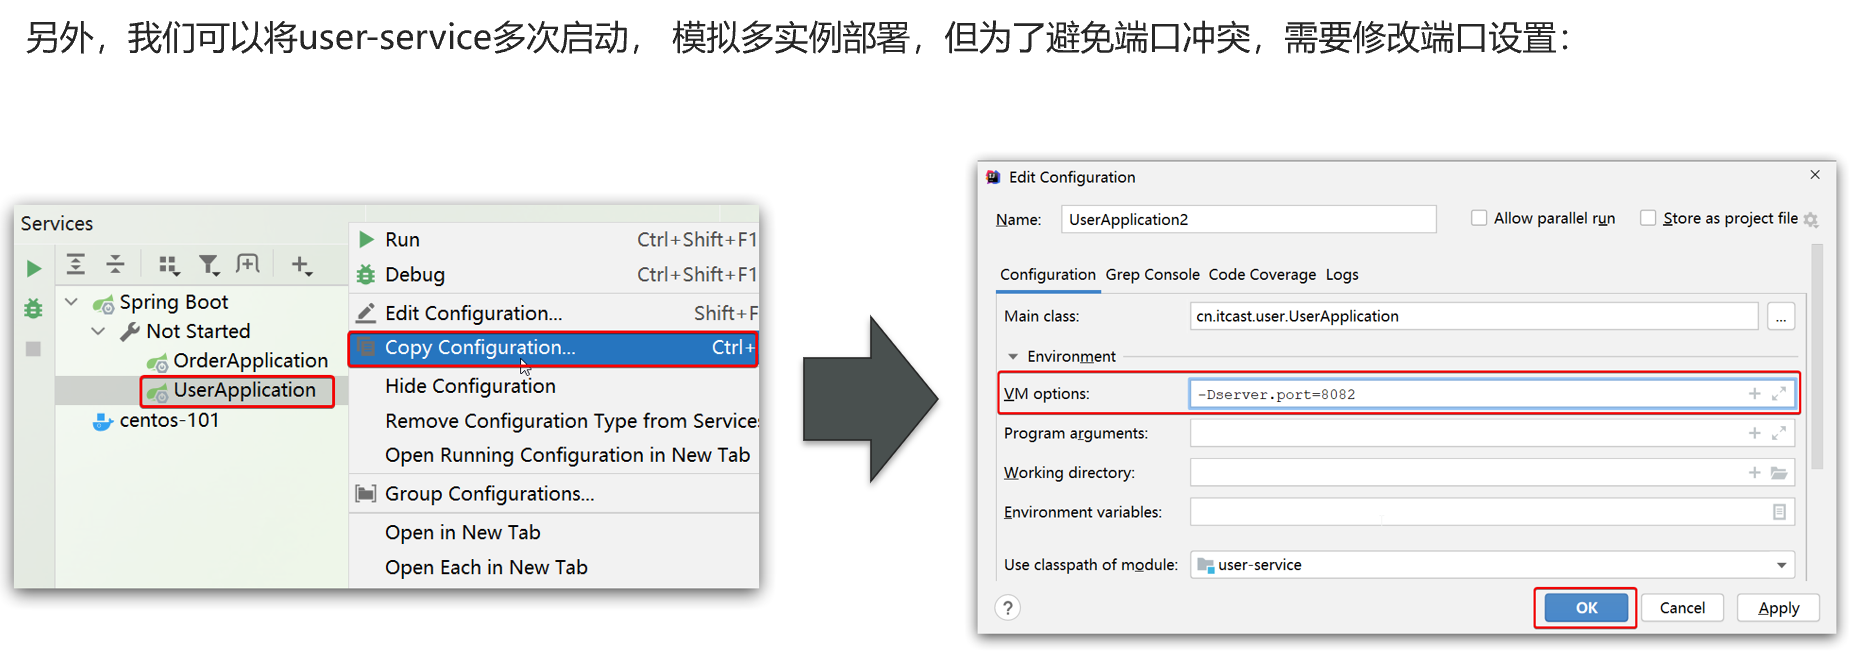 另外，我们可以将user-service多次启动， 模拟多实例部署，但为了避免端口冲突，需要修改端口设置：
Services
Spring Boot
Not Started
OrderApplication
UserApplication
centos-101
Run Ctrl+Shift+F1
Debug Ctrl+Shift+F1
Edit Configuration... Shift+F
Copy Configuration... Ctrl+
Hide Configuration
Remove Configuration Type from Services
Open Running Configuration in New Tab
Group Configurations...
Open in New Tab
Open Each in New Tab
Edit Configuration
Name: UserApplication2 Allow parallel run Store as project file
Configuration Grep Console Code Coverage Logs
Main class: cn.itcast.user.UserApplication ...
Environment
VM options: -Dserver.port=8082
Program arguments:
Working directory:
Environment variables:
Use classpath of module: user-service
? OK Cancel Apply